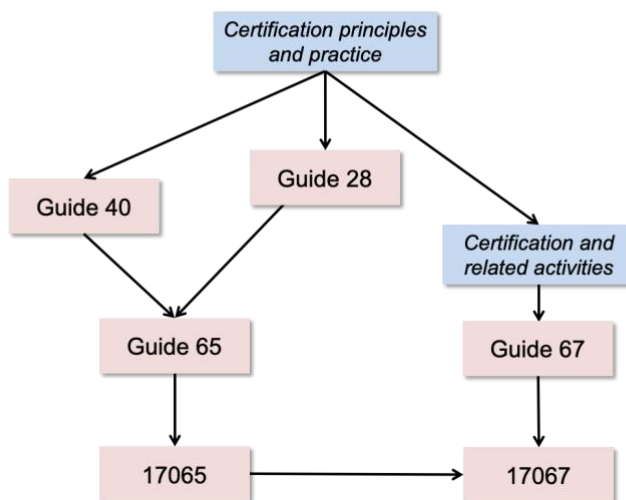 Certification principles
and practice
Guide 40
Guide 28
Certification and
related activities
Guide 65
Guide 67
17065
17067